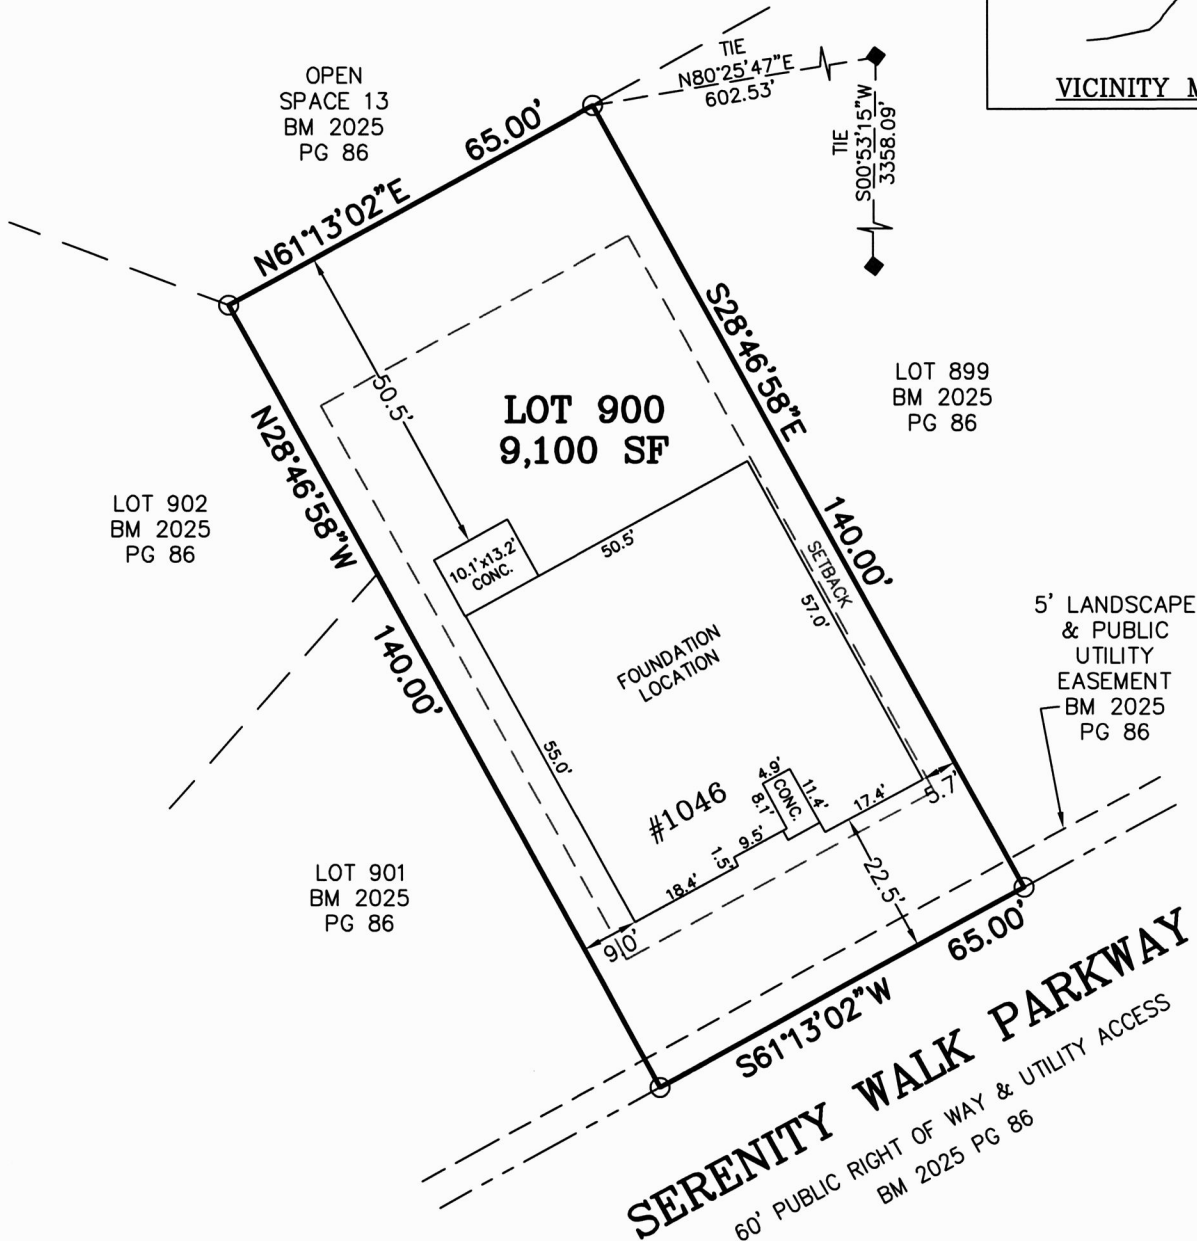 OPEN
SPACE 13
BM 2025
PG 86
TIE
N80°25'47"E
602.53'
TIE
S00°53'15"W
3358.09'
VICINITY M
65.00'
N61°13'02"E
S28°46'58"E
140.00'
LOT 899
BM 2025
PG 86
50.5'
LOT 900
9,100 SF
N28°46'58"W
140.00'
LOT 902
BM 2025
PG 86
10.1'x13.2'
CONC.
50.5'
SETBACK
57.0'
5' LANDSCAPE
& PUBLIC
UTILITY
EASEMENT
BM 2025
PG 86
FOUNDATION
LOCATION
55.0'
#1046
4.9'
CONC.
8.1'
11.4'
17.4'
5.7'
9.5'
1.5'
18.4'
9.0'
22.5'
LOT 901
BM 2025
PG 86
65.00'
S61°13'02"W
SERENITY WALK PARKWAY
60' PUBLIC RIGHT OF WAY & UTILITY ACCESS
BM 2025 PG 86